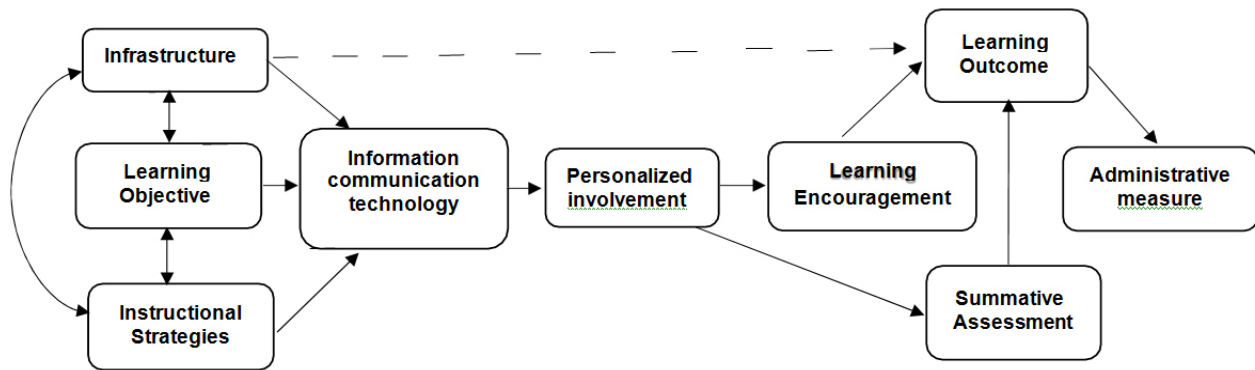 Infrastructure
Learning
Objective
Instructional
Strategies
Information
communication
technology
Personalized
involvement
Learning
Encouragement
Learning
Outcome
Summative
Assessment
Administrative
measure